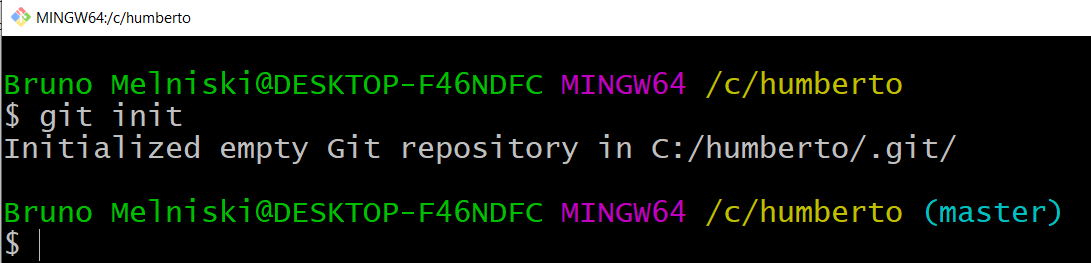 MINGW64:/c/humberto
Bruno Melniski@DESKTOP-F46NDFC MINGW64 /c/humberto
$ git init
Initialized empty Git repository in C:/humberto/.git/
Bruno Melniski@DESKTOP-F46NDFC MINGW64 /c/humberto (master)
$